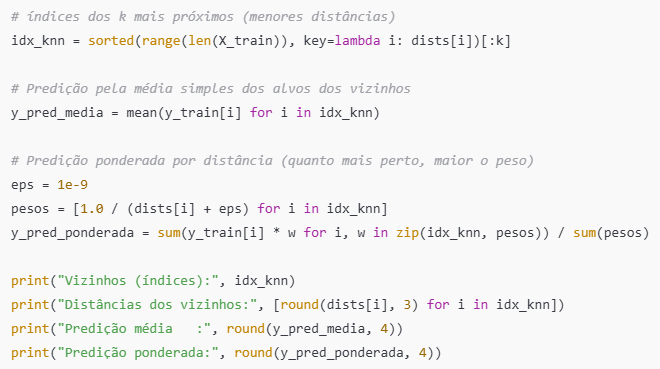 # índices dos k mais próximos (menores distâncias)
idx_knn = sorted(range(len(X_train)), key=lambda i: dists[i])[:k]

# Predição pela média simples dos alvos dos vizinhos
y_pred_media = mean(y_train[i] for i in idx_knn)

# Predição ponderada por distância (quanto mais perto, maior o peso)
eps = 1e-9
pesos = [1.0 / (dists[i] + eps) for i in idx_knn]
y_pred_ponderada = sum(y_train[i] * w for i, w in zip(idx_knn, pesos)) / sum(pesos)

print("Vizinhos (índices):", idx_knn)
print("Distâncias dos vizinhos:", [round(dists[i], 3) for i in idx_knn])
print("Predição média   :", round(y_pred_media, 4))
print("Predição ponderada:", round(y_pred_ponderada, 4))